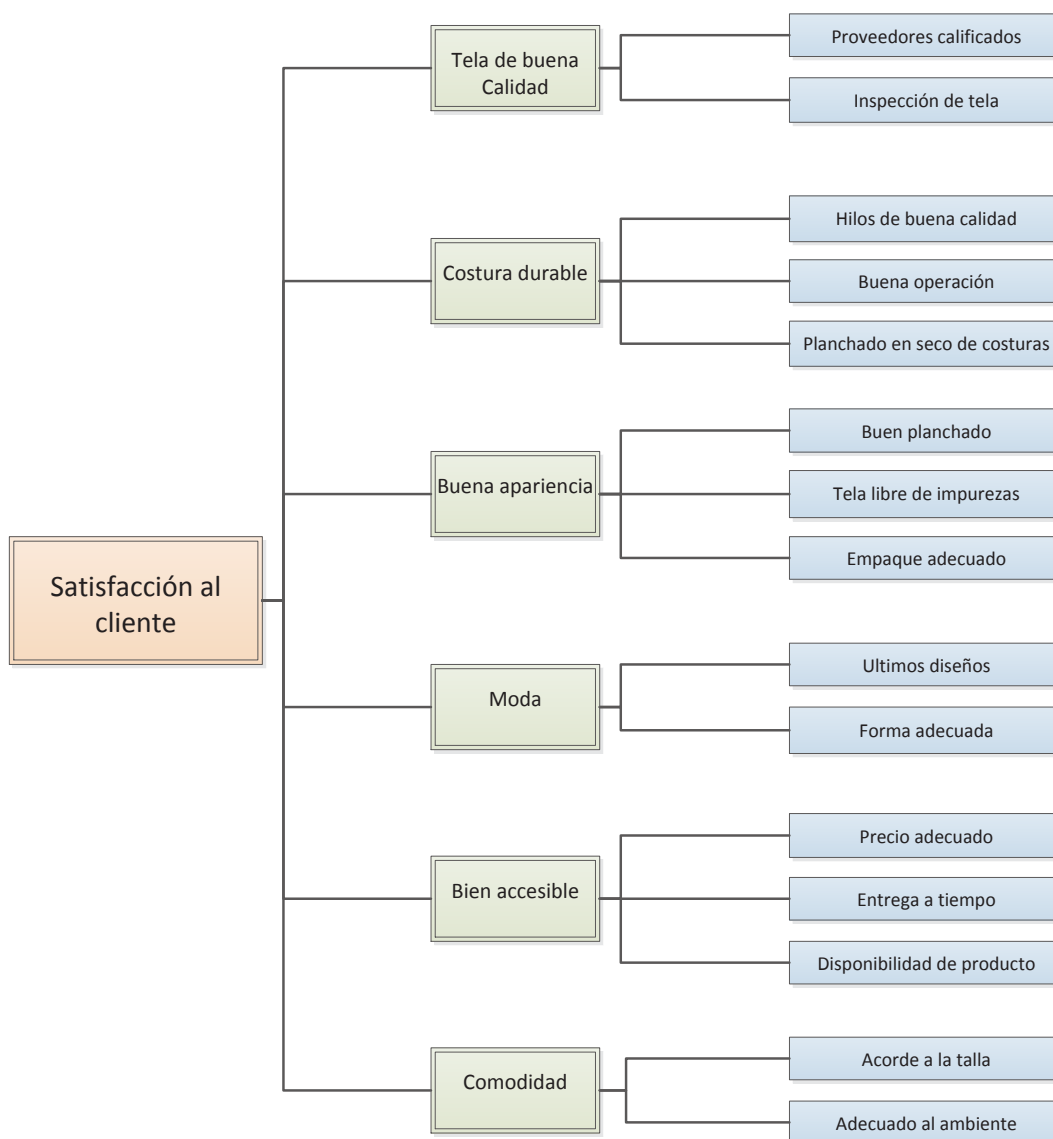 Satisfacción al
cliente
Tela de buena
Calidad
Proveedores calificados
Inspección de tela
Costura durable
Hilos de buena calidad
Buena operación
Planchado en seco de costuras
Buena apariencia
Buen planchado
Tela libre de impurezas
Empaque adecuado
Moda
Ultimos diseños
Forma adecuada
Bien accesible
Precio adecuado
Entrega a tiempo
Disponibilidad de producto
Comodidad
Acorde a la talla
Adecuado al ambiente